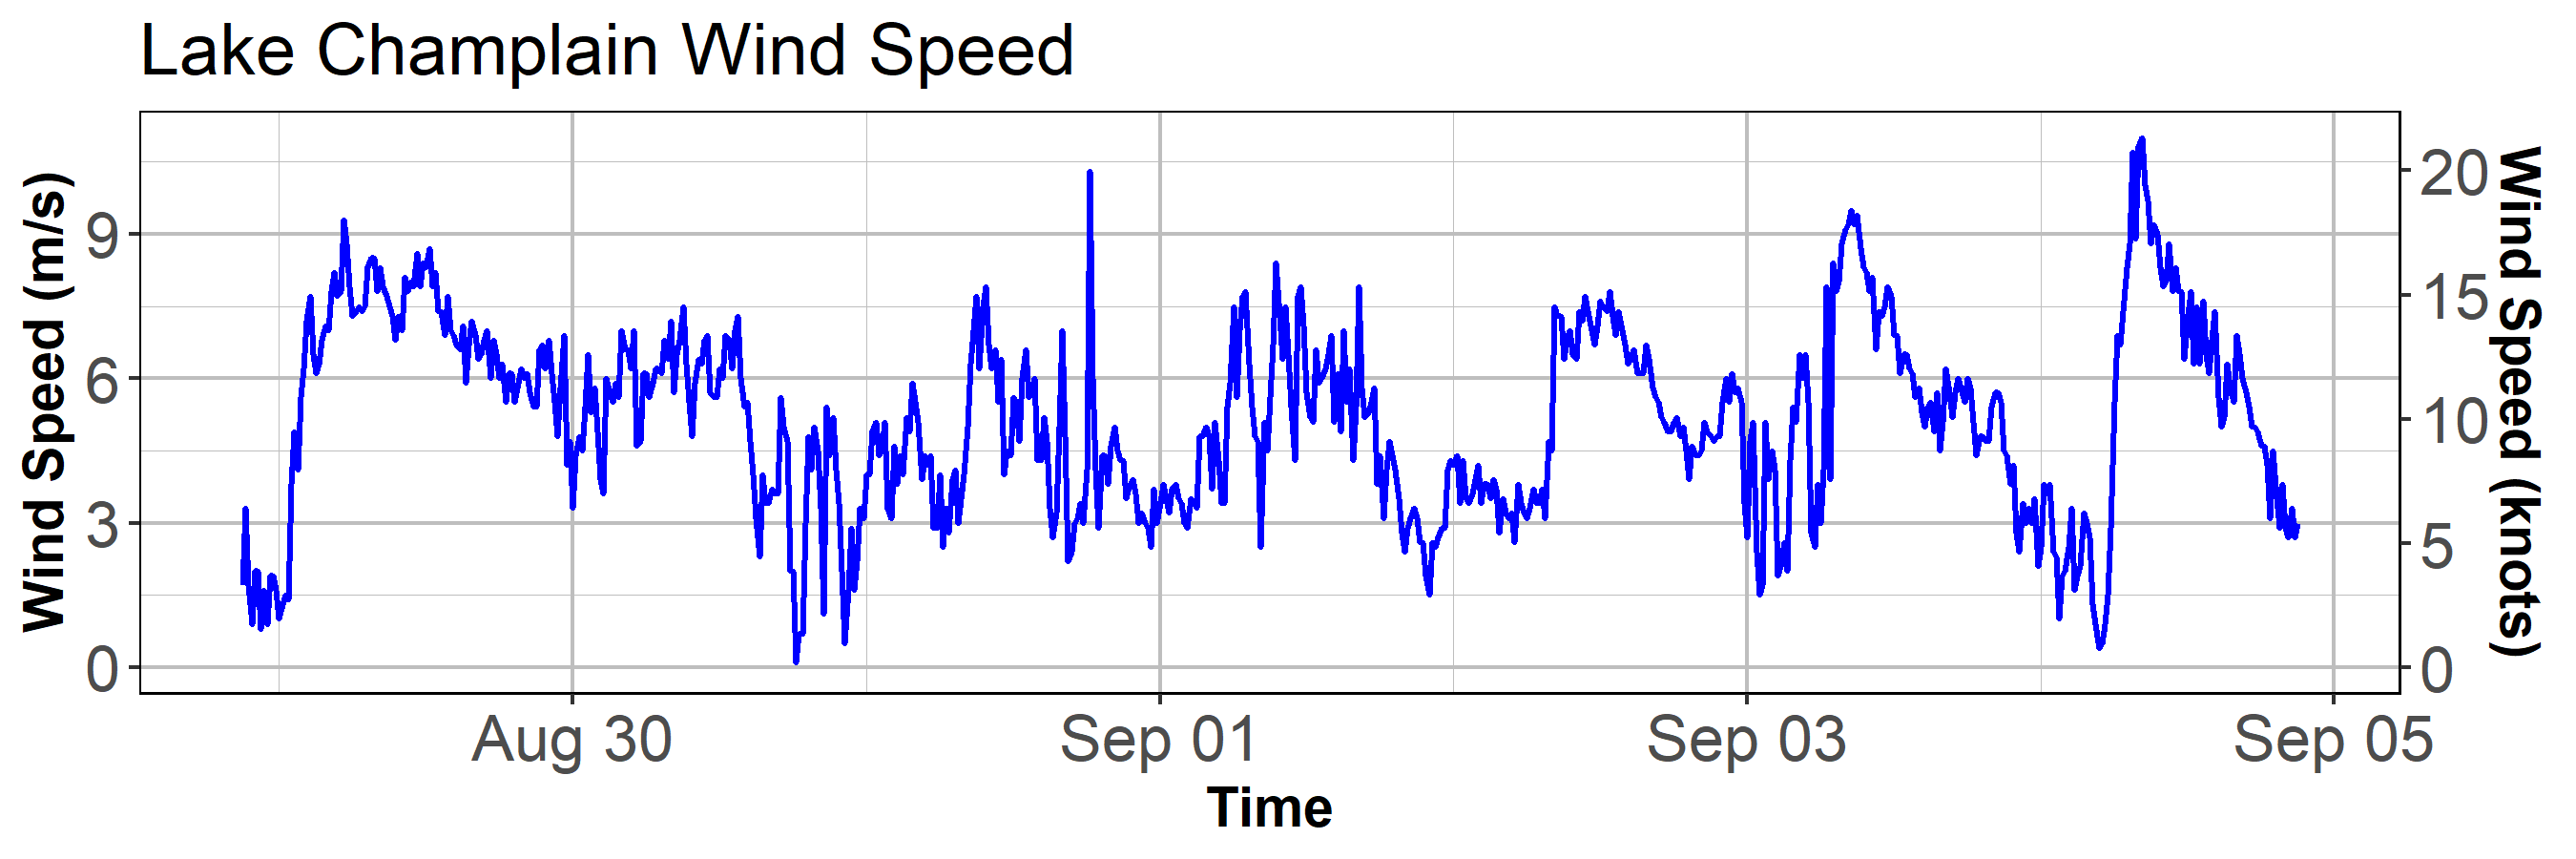 Lake Champlain Wind Speed
Wind Speed (m/s)
9
6
3
0
20
15
10
5
0
Wind Speed (knots)
Aug 30
Sep 01
Sep 03
Sep 05
Time